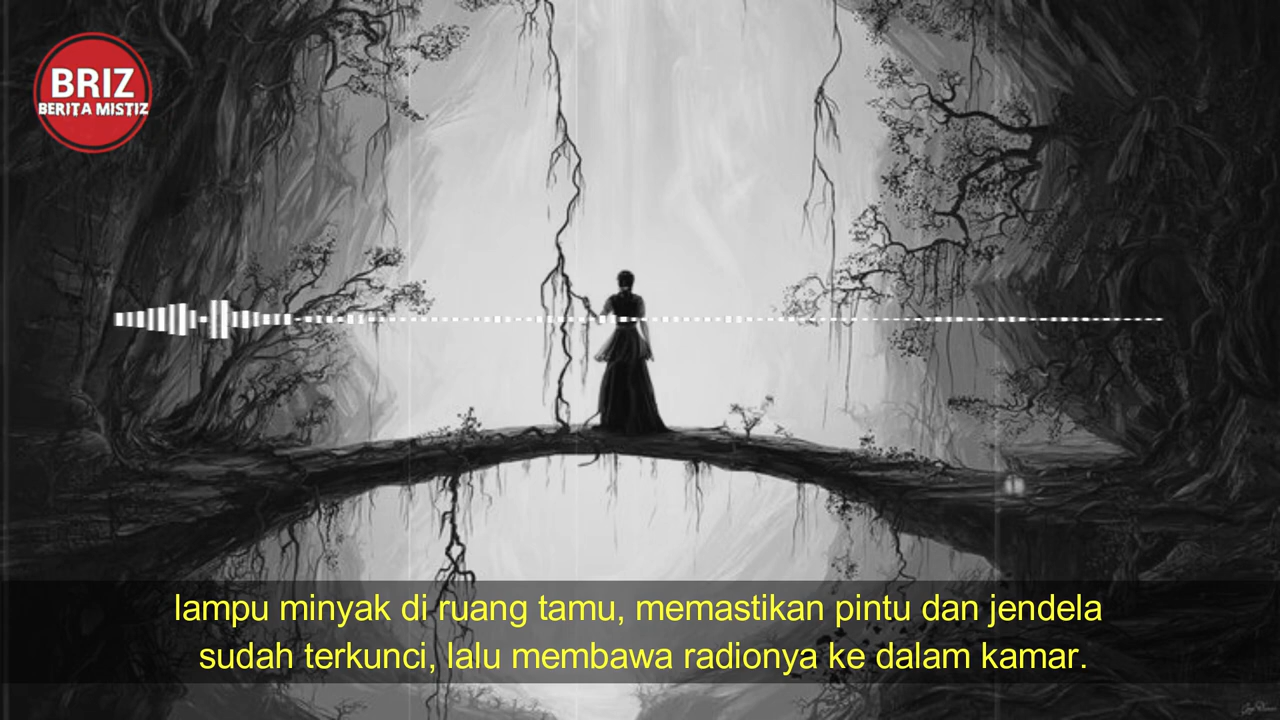 BRIZ
BERITA MISTIZ
lampu minyak di ruang tamu, memastikan pintu dan jendela
sudah terkunci, lalu membawa radionya ke dalam kamar.